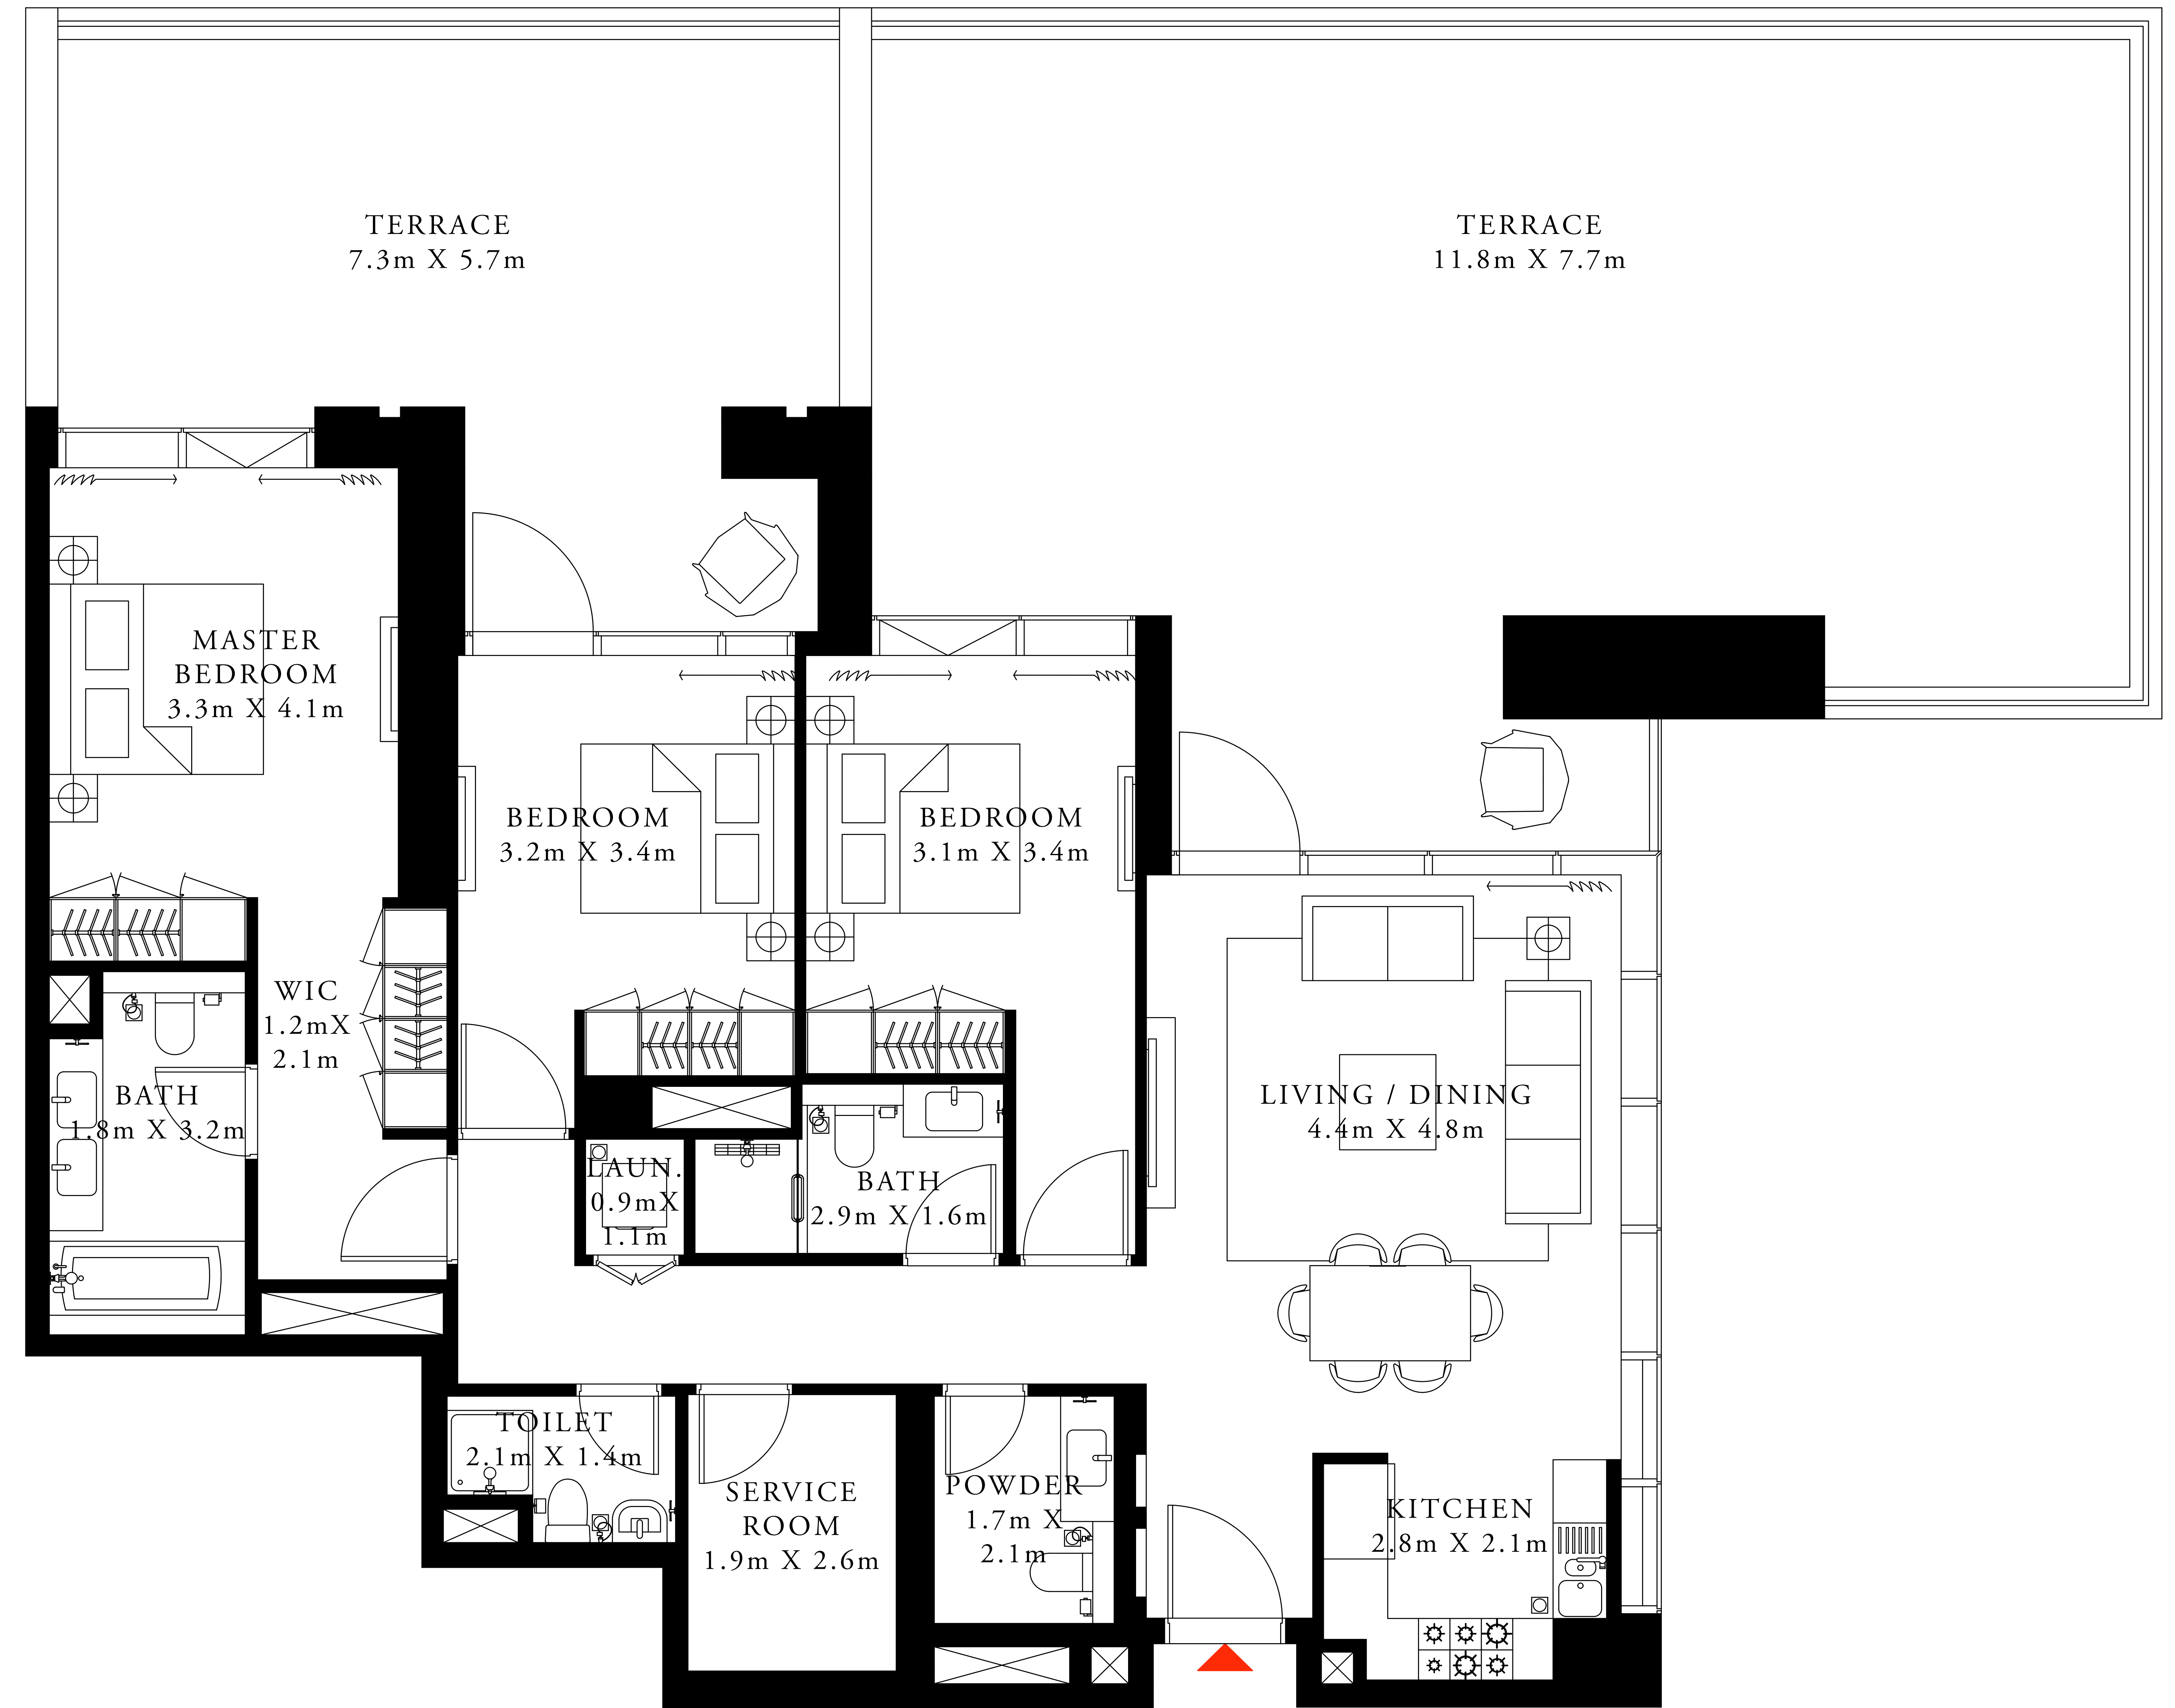 TERRACE
7.3m X 5.7m
TERRACE
11.8m X 7.7m
MASTER
BEDROOM
3.3m X 4.1m
BEDROOM
3.2m X 3.4m
BEDROOM
3.1m X 3.4m
WIC
1.2mX
2.1m
BATH
1.8m X 3.2m
LIVING / DINING
4.4m X 4.8m
LAUN.
0.9mX
1.1m
BATH
2.9m X 1.6m
TOILET
2.1m X 1.4m
SERVICE
ROOM
1.9m X 2.6m
POWDER
1.7m X
2.1m
KITCHEN
2.8m X 2.1m